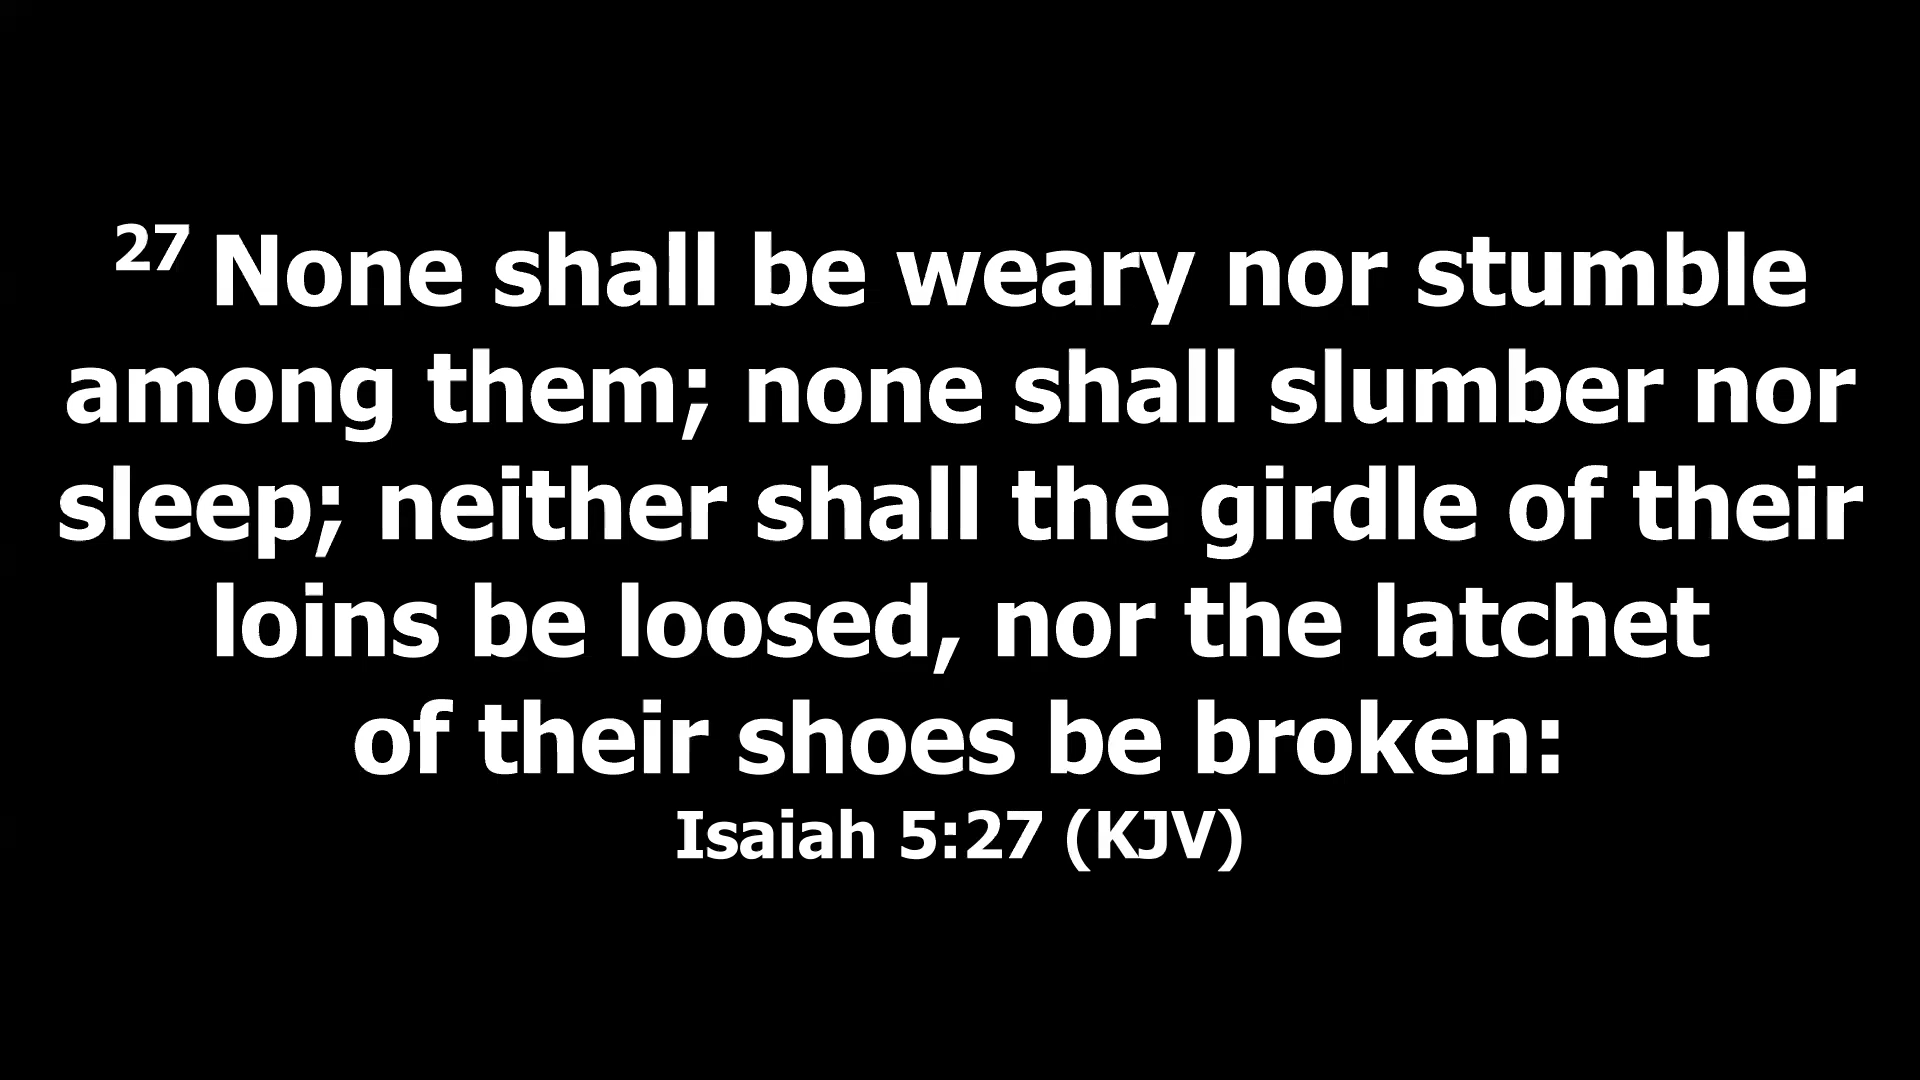 27 None shall be weary nor stumble
among them; none shall slumber nor
sleep; neither shall the girdle of their
loins be loosed, nor the latchet
of their shoes be broken:
Isaiah 5:27 (KJV)